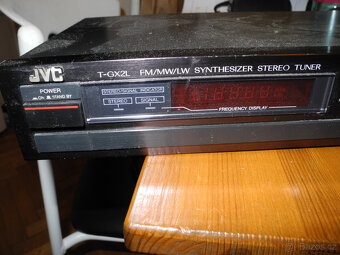 JVC
T-GX2L FM/MW/LW SYNTHESIZER STEREO TUNER
POWER
STEREO/SIGNAL INDICATOR
STEREO
SIGNAL
FREQUENCY DISPLAY